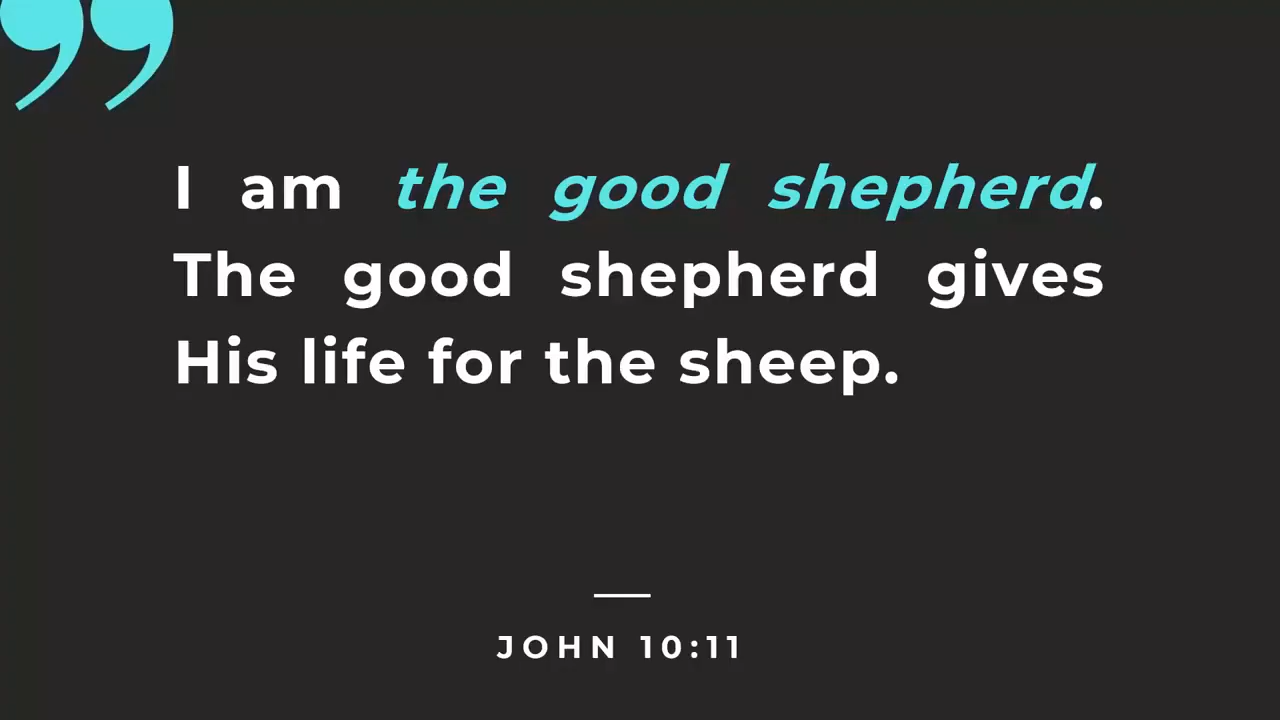 I am the good shepherd.
The good shepherd gives
His life for the sheep.
JOHN 10:11